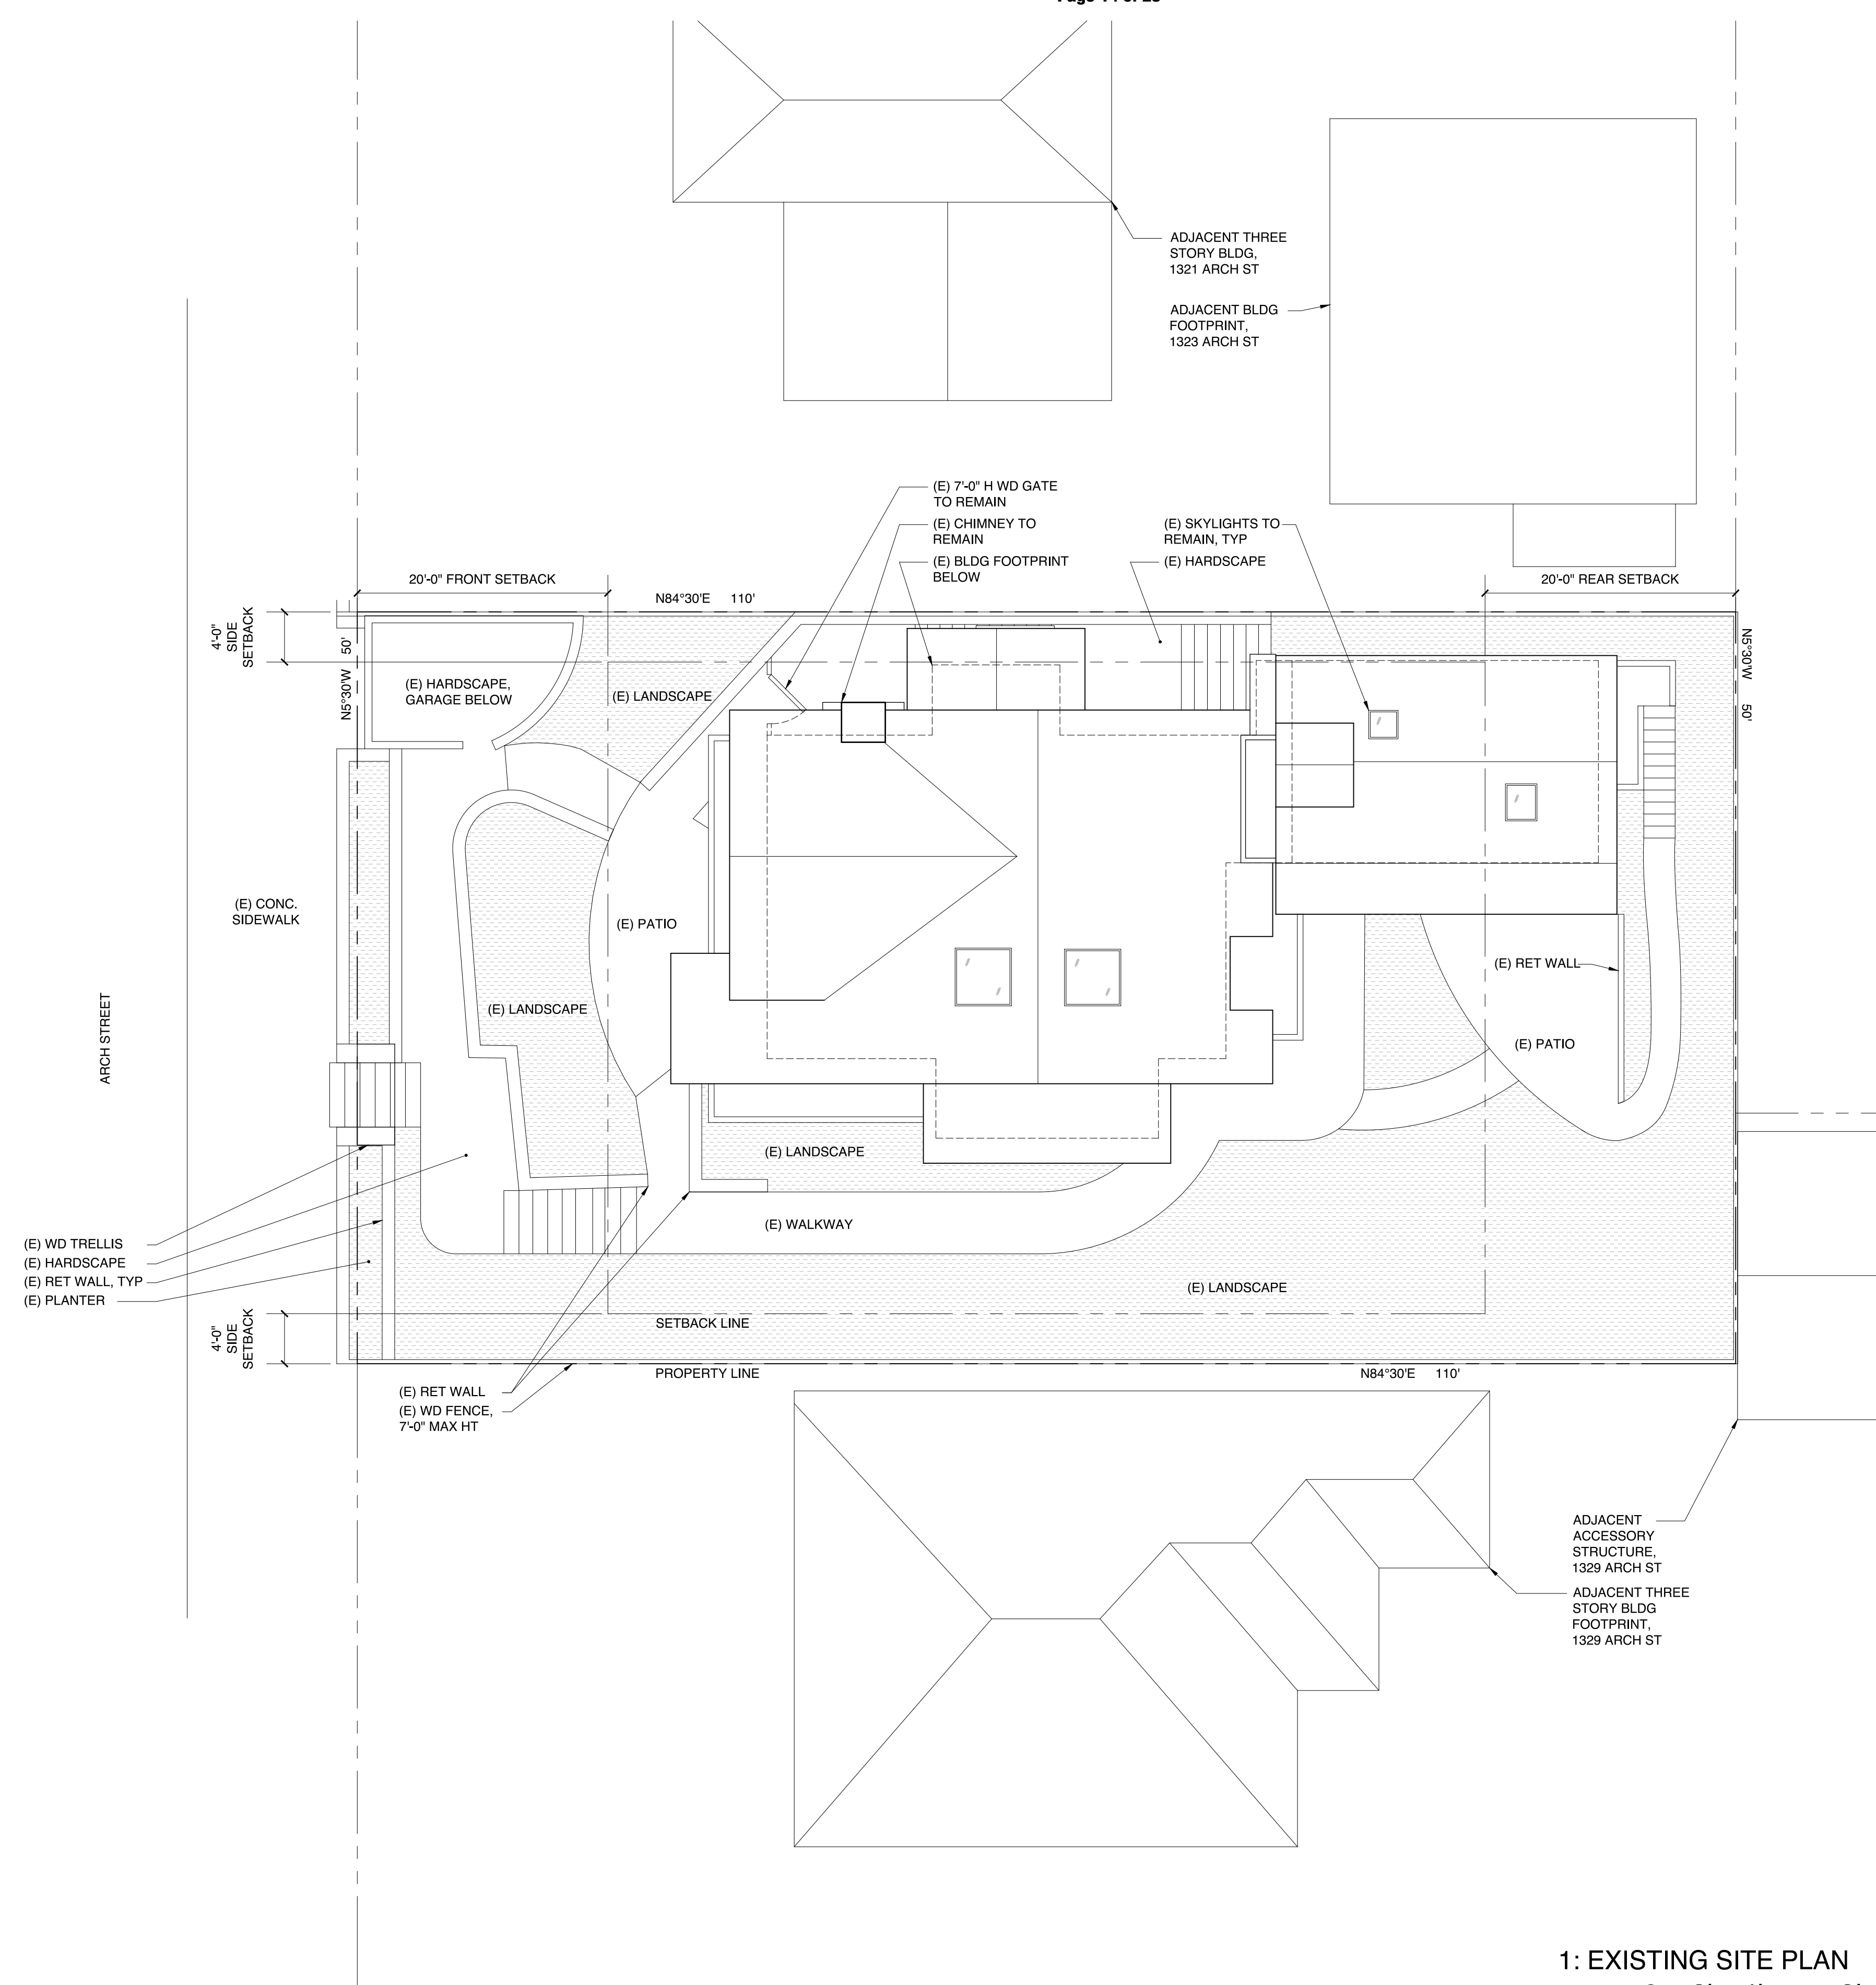 ADJACENT THREE
STORY BLDG,
1321 ARCH ST
ADJACENT BLDG
FOOTPRINT,
1323 ARCH ST
(E) 7'-0" H WD GATE
TO REMAIN
(E) CHIMNEY TO
REMAIN
(E) BLDG FOOTPRINT
BELOW
(E) SKYLIGHTS TO
REMAIN, TYP
(E) HARDSCAPE
20'-0" FRONT SETBACK
N84°30'E 110'
20'-0" REAR SETBACK
4'-0"
SIDE
SETBACK
N5°30'W 50'
(E) HARDSCAPE,
GARAGE BELOW
(E) LANDSCAPE
N5°30'W 50'
(E) CONC.
SIDEWALK
(E) PATIO
(E) RET WALL
(E) LANDSCAPE
(E) PATIO
ARCH STREET
(E) LANDSCAPE
(E) WALKWAY
(E) WD TRELLIS
(E) HARDSCAPE
(E) RET WALL, TYP
(E) PLANTER
(E) LANDSCAPE
4'-0"
SIDE
SETBACK
SETBACK LINE
PROPERTY LINE
N84°30'E 110'
(E) RET WALL
(E) WD FENCE,
7'-0" MAX HT
ADJACENT
ACCESSORY
STRUCTURE,
1329 ARCH ST
ADJACENT THREE
STORY BLDG
FOOTPRINT,
1329 ARCH ST
1: EXISTING SITE PLAN